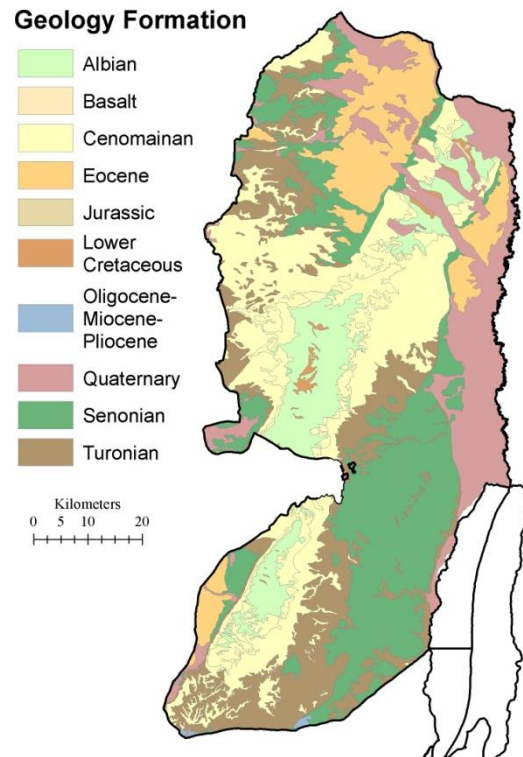 Geology Formation
Albian
Basalt
Cenomainan
Eocene
Jurassic
Lower
Cretaceous
Oligocene-
Miocene-
Pliocene
Quaternary
Senonian
Turonian
Kilometers
0 5 10 20